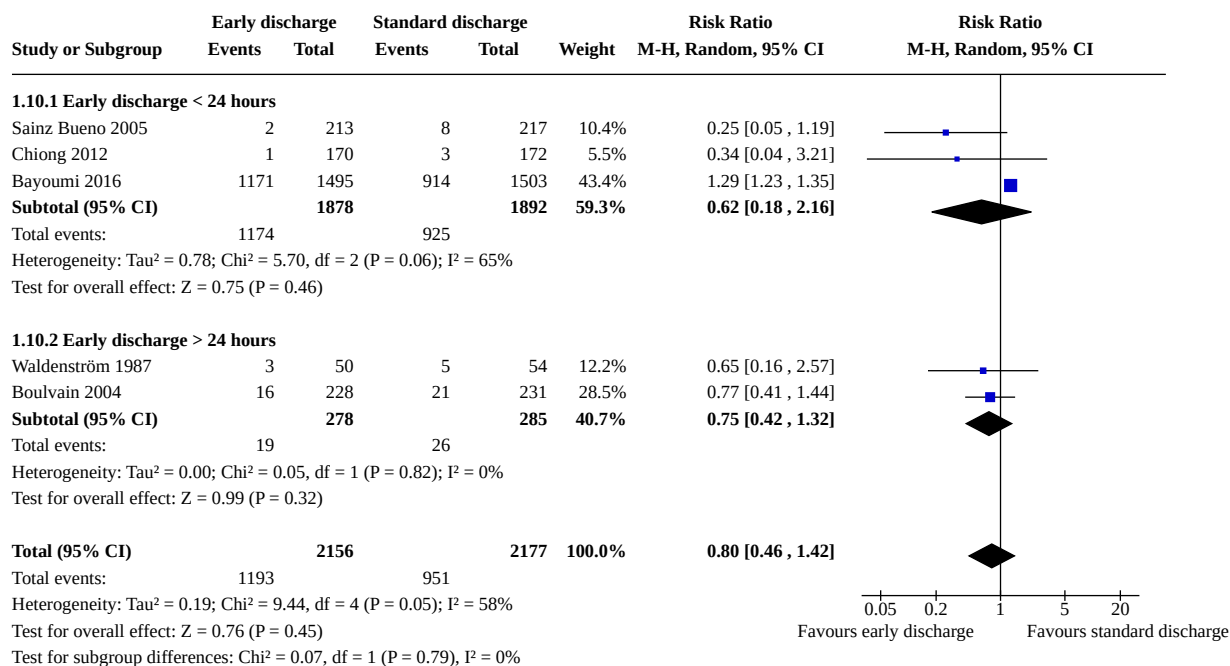 Early discharge Standard discharge Risk Ratio Risk Ratio
Study or Subgroup Events Total Events Total Weight M-H, Random, 95% CI M-H, Random, 95% CI
1.10.1 Early discharge < 24 hours
Sainz Bueno 2005 2 213 8 217 10.4% 0.25 [0.05 , 1.19]
Chiong 2012 1 170 3 172 5.5% 0.34 [0.04 , 3.21]
Bayoumi 2016 1171 1495 914 1503 43.4% 1.29 [1.23 , 1.35]
Subtotal (95% CI) 1878 1892 59.3% 0.62 [0.18 , 2.16]
Total events: 1174 925
Heterogeneity: Tau² = 0.78; Chi² = 5.70, df = 2 (P = 0.06); I² = 65%
Test for overall effect: Z = 0.75 (P = 0.46)
1.10.2 Early discharge > 24 hours
Waldenström 1987 3 50 5 54 12.2% 0.65 [0.16 , 2.57]
Boulvain 2004 16 228 21 231 28.5% 0.77 [0.41 , 1.44]
Subtotal (95% CI) 278 285 40.7% 0.75 [0.42 , 1.32]
Total events: 19 26
Heterogeneity: Tau² = 0.00; Chi² = 0.05, df = 1 (P = 0.82); I² = 0%
Test for overall effect: Z = 0.99 (P = 0.32)
Total (95% CI) 2156 2177 100.0% 0.80 [0.46 , 1.42]
Total events: 1193 951
Heterogeneity: Tau² = 0.19; Chi² = 9.44, df = 4 (P = 0.05); I² = 58%
0.05 0.2 1 5 20
Test for overall effect: Z = 0.76 (P = 0.45)
Favours early discharge Favours standard discharge
Test for subgroup differences: Chi² = 0.07, df = 1 (P = 0.79), I² = 0%